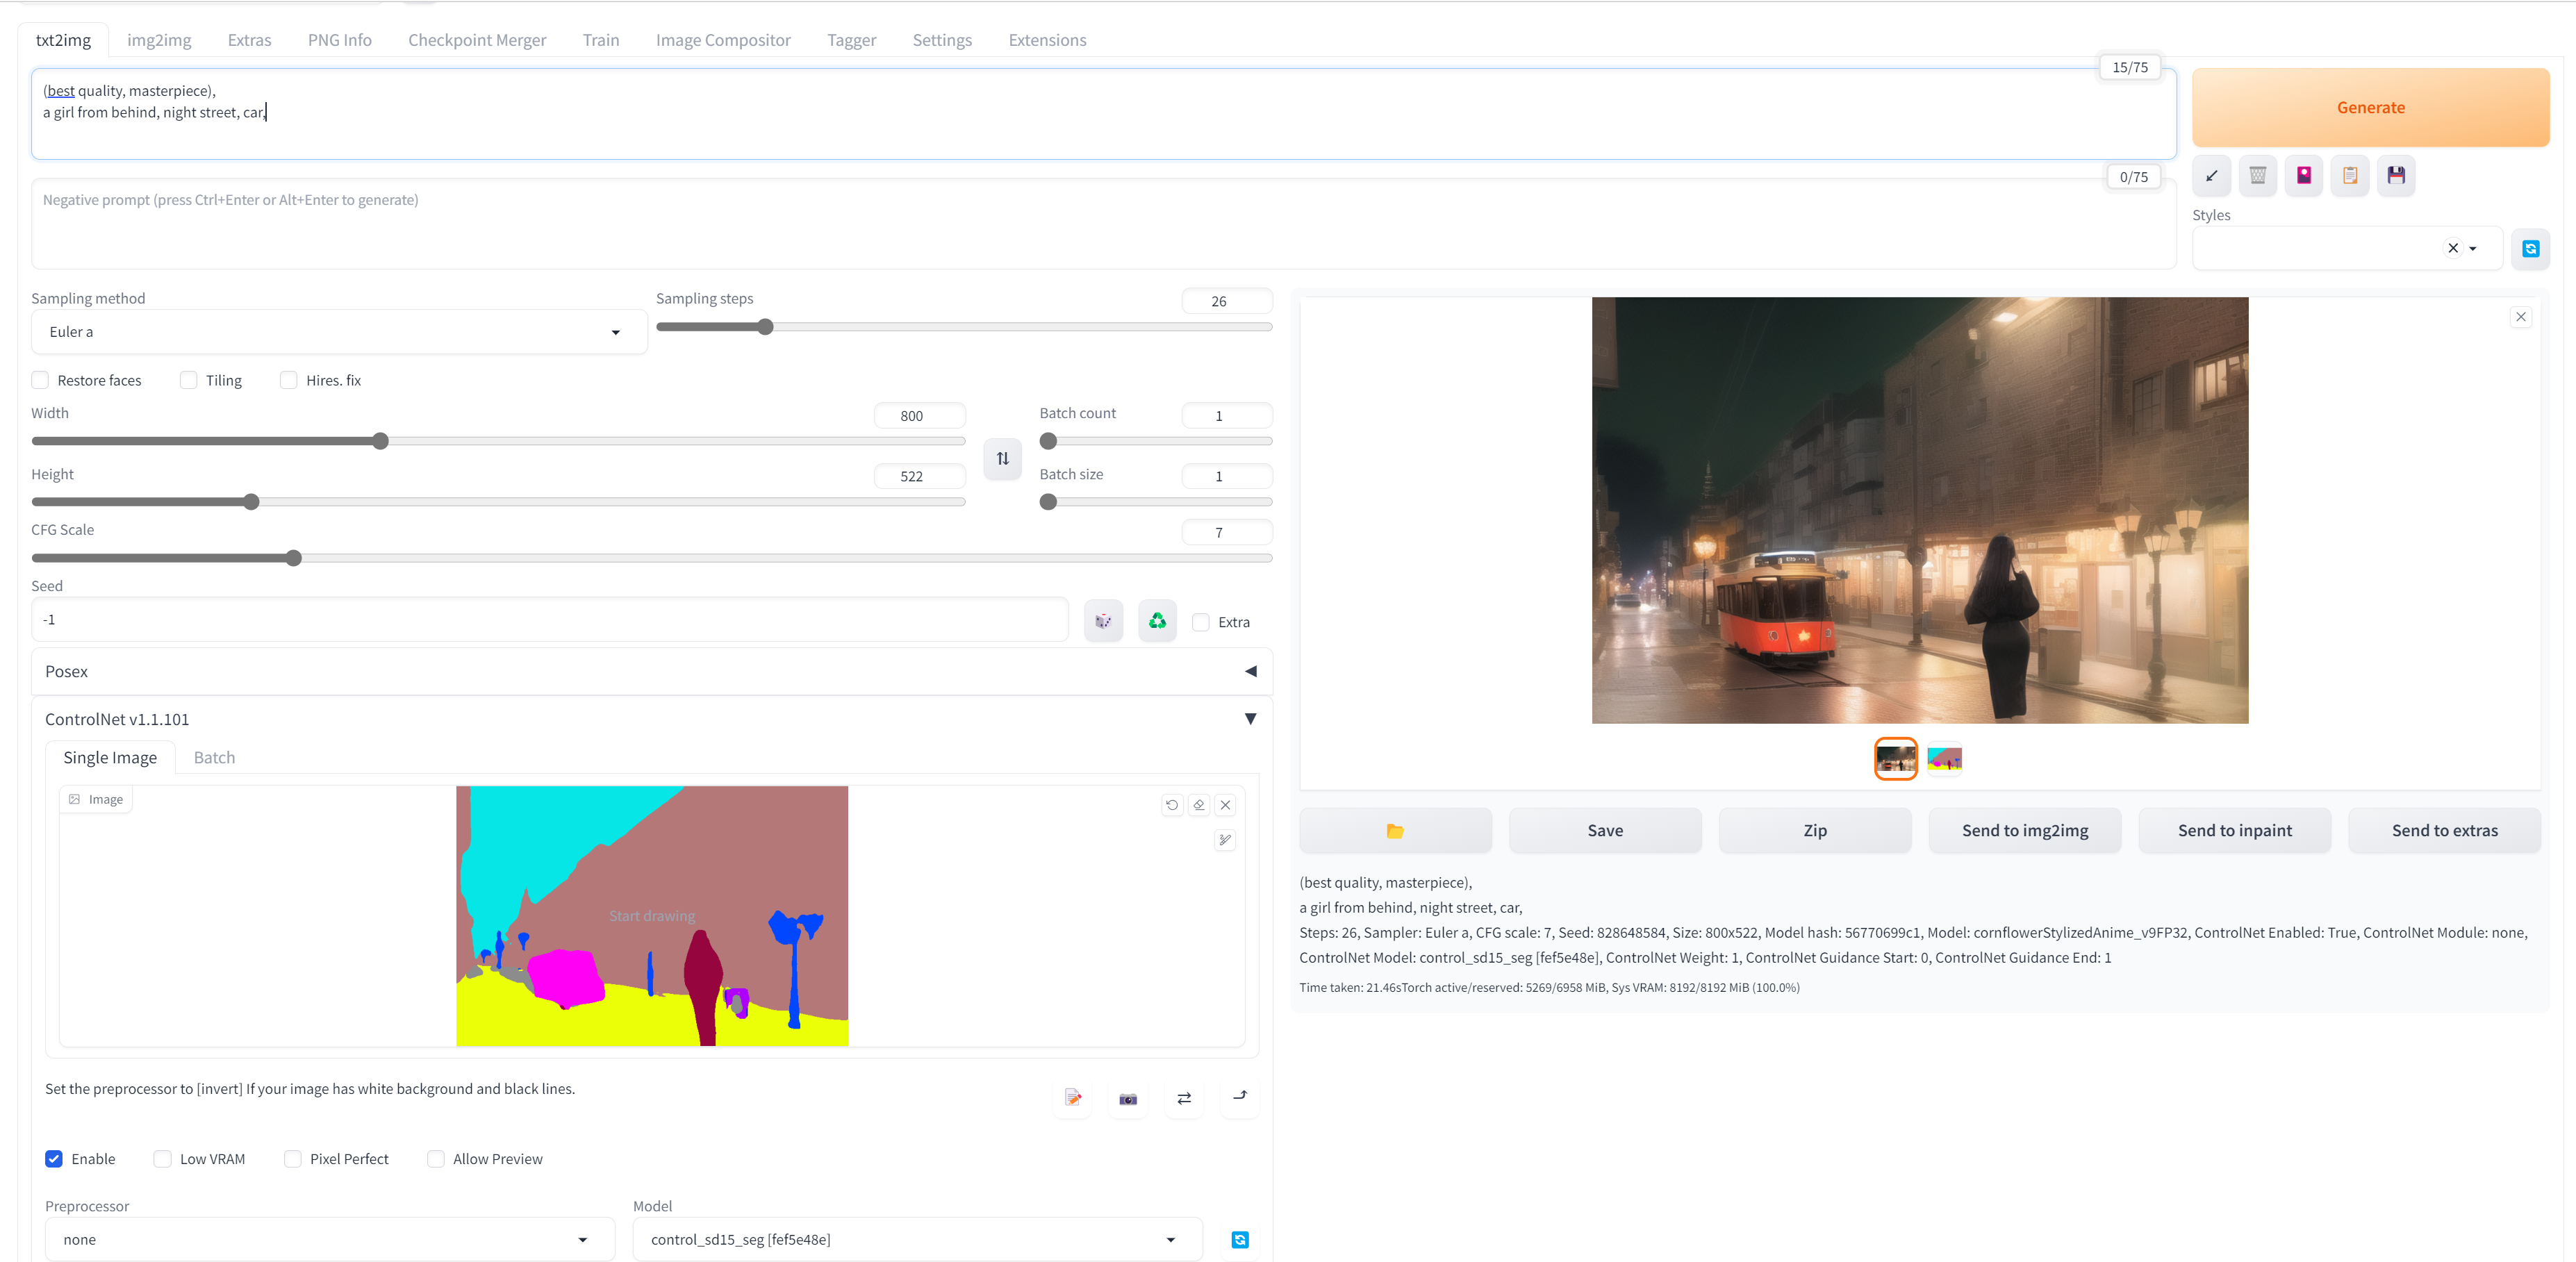 txt2img img2img Extras PNG Info Checkpoint Merger Train Image Compositor Tagger Settings Extensions
15/75
(best quality, masterpiece),
a girl from behind, night street, car,
Generate
0/75
Negative prompt (press Ctrl+Enter or Alt+Enter to generate)
Styles
Sampling method
Euler a
Sampling steps
26
Restore faces Tiling Hires. fix
Width
800
Batch count
1
Height
522
Batch size
1
CFG Scale
7
Seed
-1
Extra
Posex
ControlNet v1.1.101
Single Image Batch
Image
Start drawing
Set the preprocessor to [invert] If your image has white background and black lines.
Enable Low VRAM Pixel Perfect Allow Preview
Preprocessor
none
Model
control_sd15_seg [fef5e48e]
Save Zip Send to img2img Send to inpaint Send to extras
(best quality, masterpiece),
a girl from behind, night street, car,
Steps: 26, Sampler: Euler a, CFG scale: 7, Seed: 828648584, Size: 800x522, Model hash: 56770699c1, Model: cornflowerStylizedAnime_v9FP32, ControlNet Enabled: True, ControlNet Module: none,
ControlNet Model: control_sd15_seg [fef5e48e], ControlNet Weight: 1, ControlNet Guidance Start: 0, ControlNet Guidance End: 1
Time taken: 21.46sTorch active/reserved: 5269/6958 MiB, Sys VRAM: 8192/8192 MiB (100.0%)